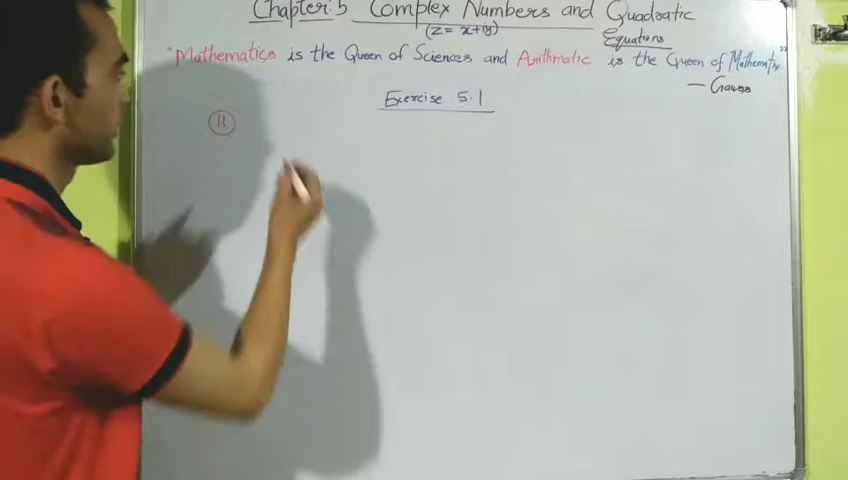 Chapter:5 Complex Numbers and Quadratic
(z = x+iy) Equations
"Mathematics is the Queen of Sciences and Arithmatic is the Queen of Mathematics"
— Gauss
Exercise 5.1
11